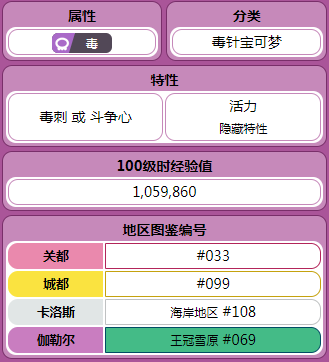 属性 分类
毒 毒针宝可梦
特性
毒刺 或 斗争心 活力
隐藏特性
100级时经验值
1,059,860
地区图鉴编号
关都 #033
城都 #099
卡洛斯 海岸地区 #108
伽勒尔 王冠雪原 #069